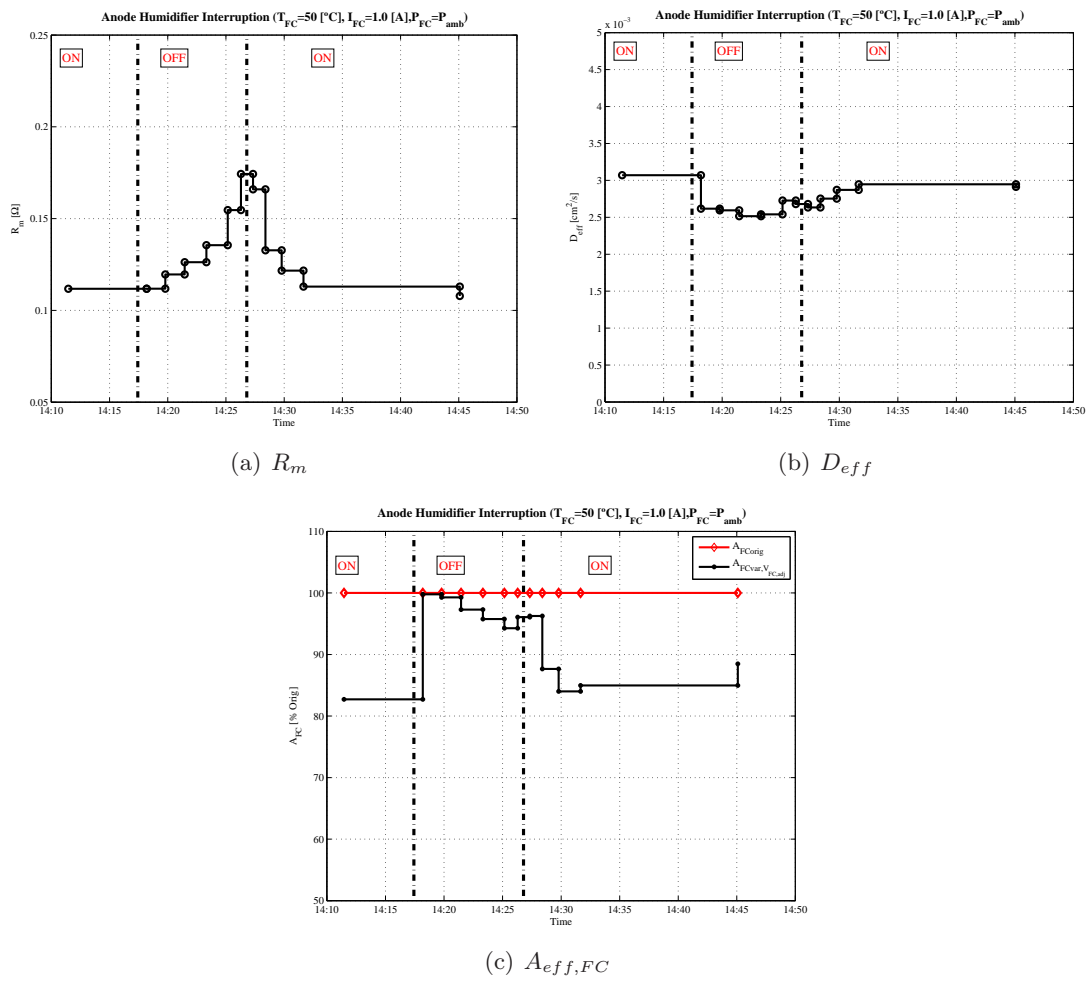 Anode Humidifier Interruption (T_FC=50 [ºC], I_FC=1.0 [A],P_FC=P_amb)
ON
OFF
ON
0.25
0.2
0.15
0.1
0.05
R_m [Ω]
14:10 14:15 14:20 14:25 14:30 14:35 14:40 14:45 14:50
Time
(a) R_m
Anode Humidifier Interruption (T_FC=50 [ºC], I_FC=1.0 [A],P_FC=P_amb)
x 10^-3
ON
OFF
ON
5
4.5
4
3.5
3
2.5
2
1.5
1
0.5
0
D_eff [cm^2/s]
14:10 14:15 14:20 14:25 14:30 14:35 14:40 14:45 14:50
Time
(b) D_eff
Anode Humidifier Interruption (T_FC=50 [ºC], I_FC=1.0 [A],P_FC=P_amb)
ON
OFF
ON
A_FCorig
A_FCvar,V_FC,adj
110
100
90
80
70
60
50
A_FC [% Orig]
14:10 14:15 14:20 14:25 14:30 14:35 14:40 14:45 14:50
Time
(c) A_eff,FC